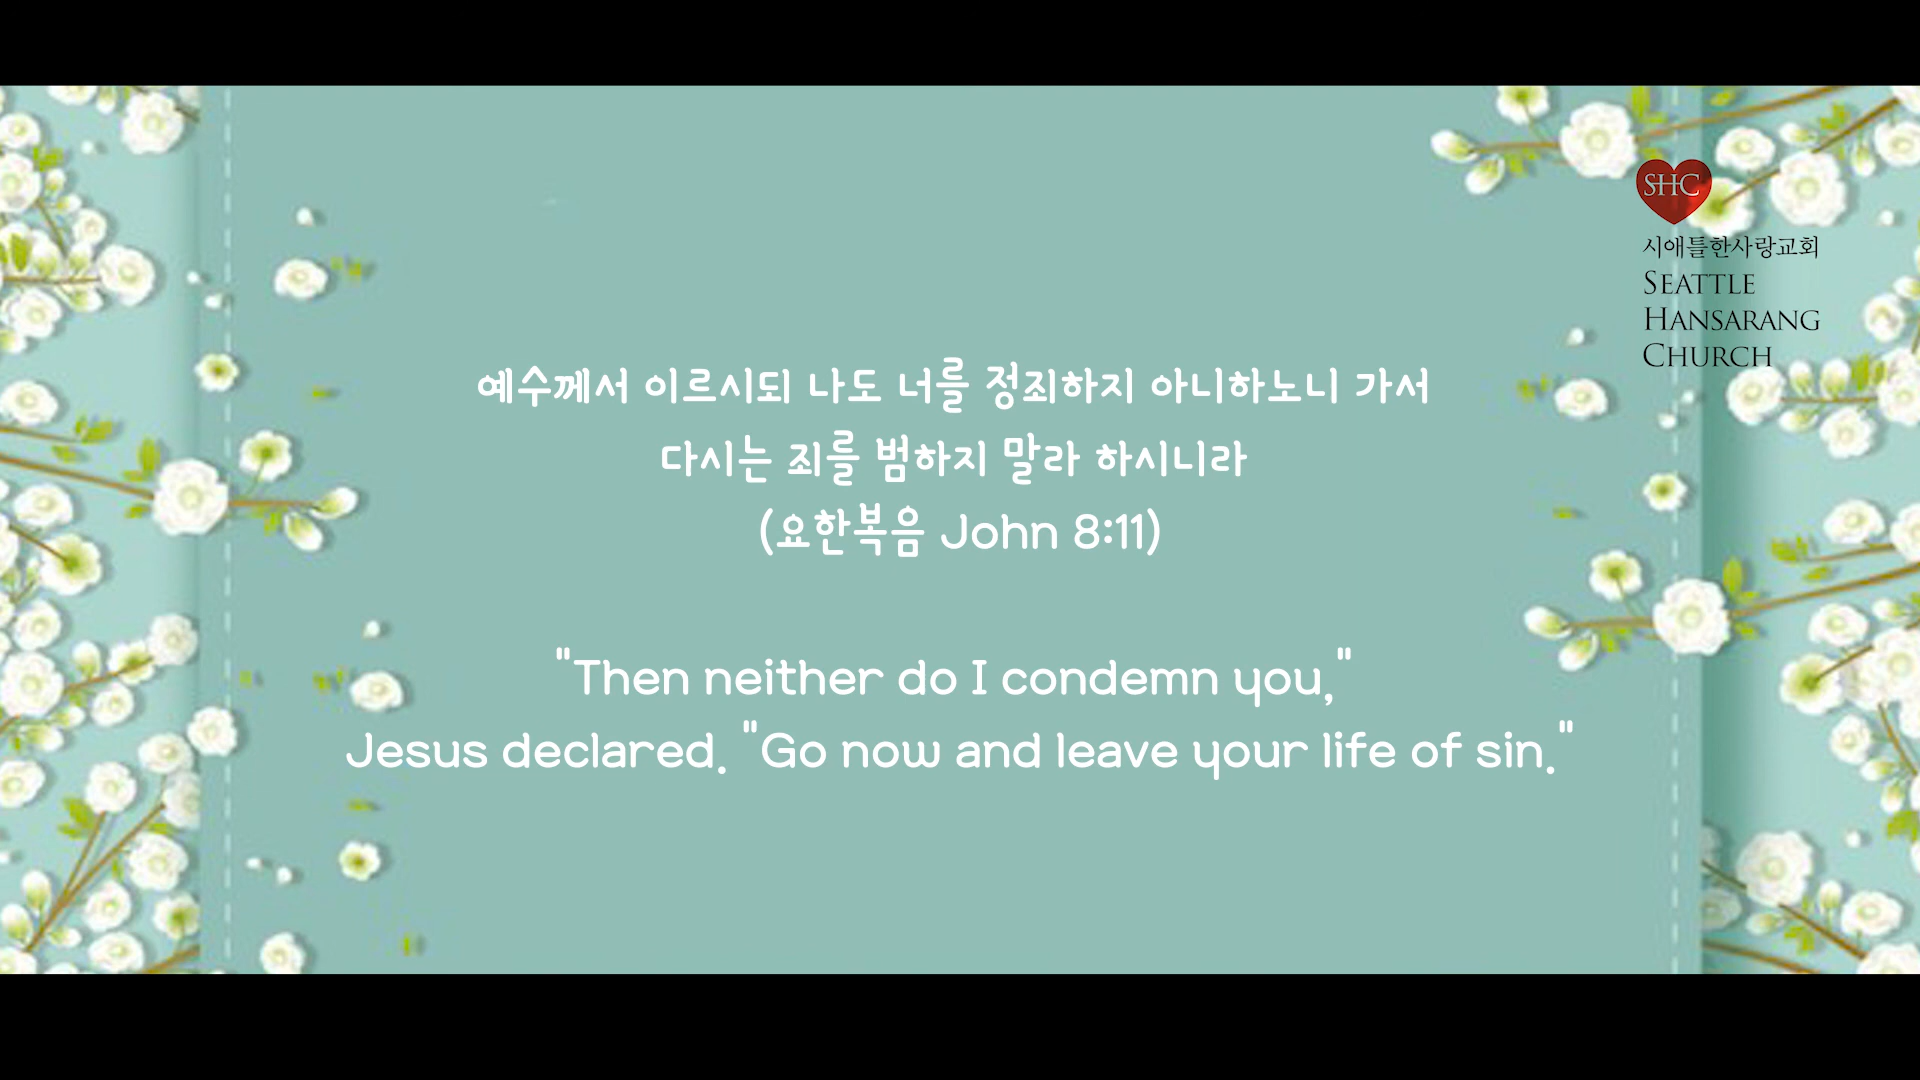 SHC
시애틀한사랑교회
SEATTLE
HANSARANG
CHURCH
예수께서 이르시되 나도 너를 정죄하지 아니하노니 가서
다시는 죄를 범하지 말라 하시니라
(요한복음 John 8:11)
"Then neither do I condemn you,"
Jesus declared. "Go now and leave your life of sin."